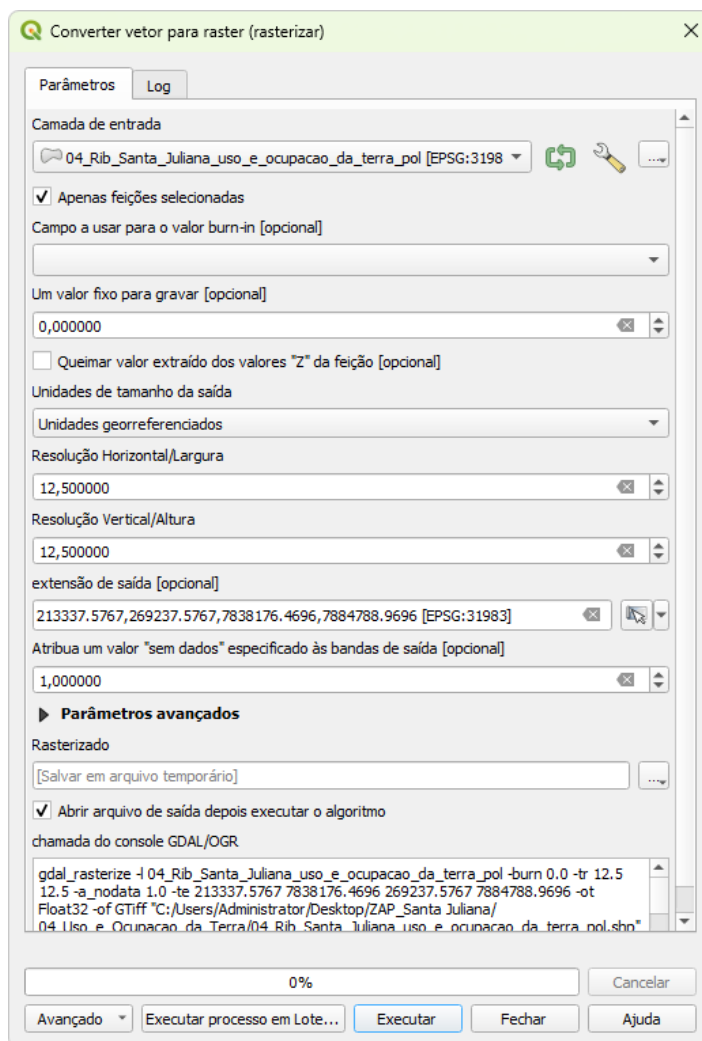 Converter vetor para raster (rasterizar)
Parâmetros
Log
Camada de entrada
04_Rib_Santa_Juliana_uso_e_ocupacao_da_terra_pol [EPSG:3198
...
Apenas feições selecionadas
Campo a usar para o valor burn-in [opcional]
Um valor fixo para gravar [opcional]
0,000000
Queimar valor extraído dos valores "Z" da feição [opcional]
Unidades de tamanho da saída
Unidades georreferenciados
Resolução Horizontal/Largura
12,500000
Resolução Vertical/Altura
12,500000
extensão de saída [opcional]
213337.5767,269237.5767,7838176.4696,7884788.9696 [EPSG:31983]
Atribua um valor "sem dados" especificado às bandas de saída [opcional]
1,000000
Parâmetros avançados
Rasterizado
[Salvar em arquivo temporário]
...
Abrir arquivo de saída depois executar o algoritmo
chamada do console GDAL/OGR
gdal_rasterize -l 04_Rib_Santa_Juliana_uso_e_ocupacao_da_terra_pol -burn 0.0 -tr 12.5
12.5 -a_nodata 1.0 -te 213337.5767 7838176.4696 269237.5767 7884788.9696 -ot
Float32 -of GTiff "C:/Users/Administrator/Desktop/ZAP_Santa Juliana/
04_Uso_e_Ocupacao_da_Terra/04_Rib_Santa_Juliana_uso_e_ocupacao_da_terra_pol.shp"
0%
Cancelar
Avançado
Executar processo em Lote...
Executar
Fechar
Ajuda